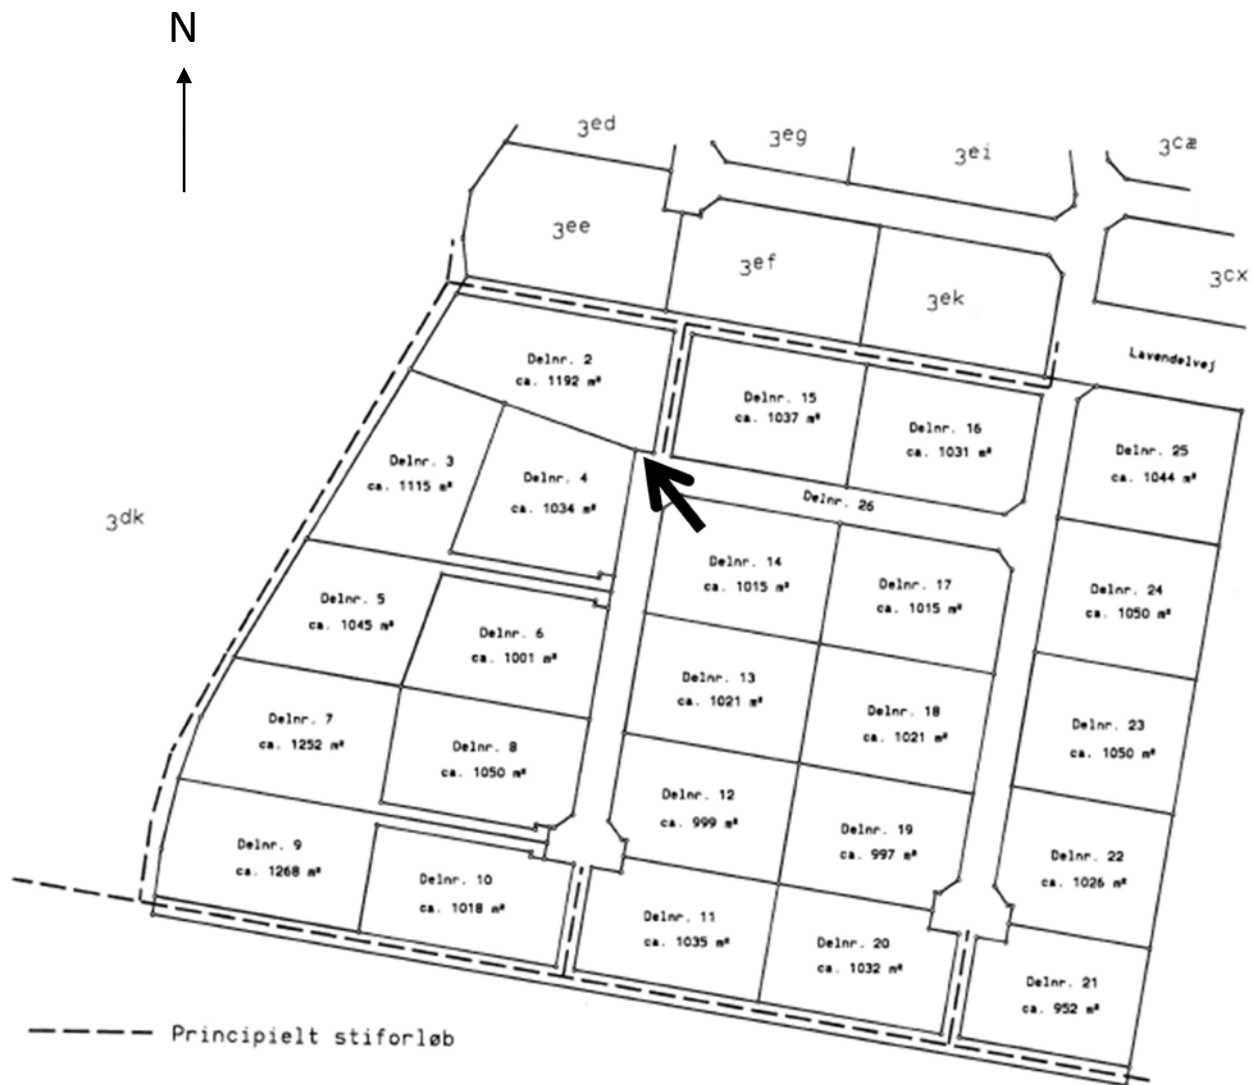 N
3ed
3eg
3ei
3cæ
3ee
3ef
3ek
3cx
Lavendelvej
Delnr. 2
ca. 1192 m²
Delnr. 15
ca. 1037 m²
Delnr. 16
ca. 1031 m²
Delnr. 25
ca. 1044 m²
Delnr. 3
ca. 1115 m²
Delnr. 4
ca. 1034 m²
Delnr. 26
3dk
Delnr. 14
ca. 1015 m²
Delnr. 17
ca. 1015 m²
Delnr. 24
ca. 1050 m²
Delnr. 5
ca. 1045 m²
Delnr. 6
ca. 1001 m²
Delnr. 13
ca. 1021 m²
Delnr. 18
ca. 1021 m²
Delnr. 23
ca. 1050 m²
Delnr. 7
ca. 1252 m²
Delnr. 8
ca. 1050 m²
Delnr. 12
ca. 999 m²
Delnr. 19
ca. 997 m²
Delnr. 22
ca. 1026 m²
Delnr. 9
ca. 1268 m²
Delnr. 10
ca. 1018 m²
Delnr. 11
ca. 1035 m²
Delnr. 20
ca. 1032 m²
Delnr. 21
ca. 952 m²
Principielt stiforløb